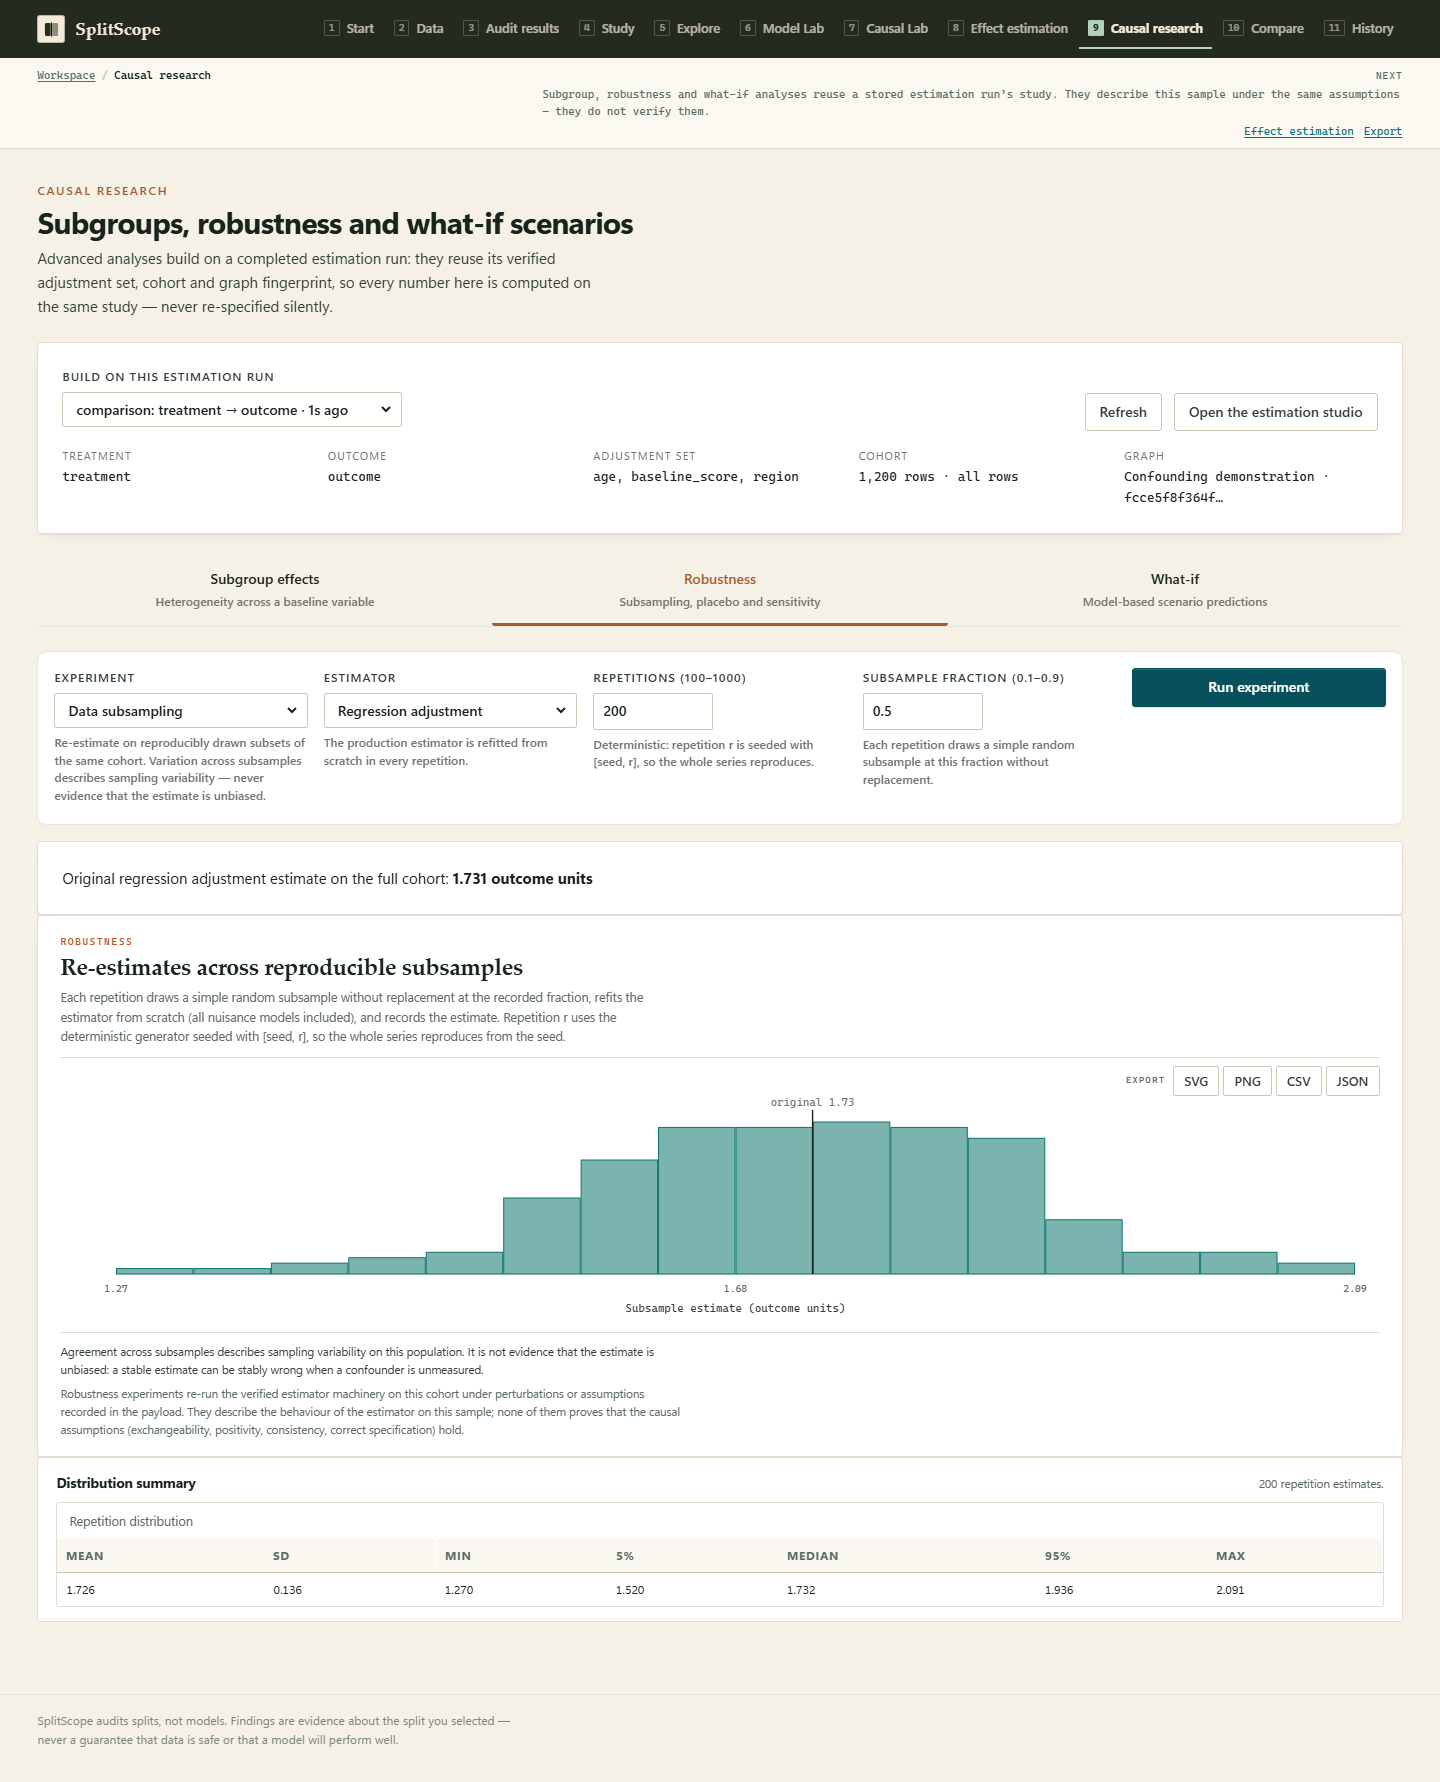 SplitScope
1 Start
2 Data
3 Audit results
4 Study
5 Explore
6 Model Lab
7 Causal Lab
8 Effect estimation
9 Causal research
10 Compare
11 History
Workspace / Causal research
NEXT
Subgroup, robustness and what-if analyses reuse a stored estimation run's study. They describe this sample under the same assumptions
— they do not verify them.
Effect estimation Export
CAUSAL RESEARCH
Subgroups, robustness and what-if scenarios
Advanced analyses build on a completed estimation run: they reuse its verified
adjustment set, cohort and graph fingerprint, so every number here is computed on
the same study — never re-specified silently.
BUILD ON THIS ESTIMATION RUN
comparison: treatment → outcome · 1s ago
Refresh
Open the estimation studio
TREATMENT
treatment
OUTCOME
outcome
ADJUSTMENT SET
age, baseline_score, region
COHORT
1,200 rows · all rows
GRAPH
Confounding demonstration ·
fcce5f8f364f…
Subgroup effects
Heterogeneity across a baseline variable
Robustness
Subsampling, placebo and sensitivity
What-if
Model-based scenario predictions
EXPERIMENT
Data subsampling
Re-estimate on reproducibly drawn subsets of
the same cohort. Variation across subsamples
describes sampling variability — never
evidence that the estimate is unbiased.
ESTIMATOR
Regression adjustment
The production estimator is refitted from
scratch in every repetition.
REPETITIONS (100–1000)
200
Deterministic: repetition r is seeded with
[seed, r], so the whole series reproduces.
SUBSAMPLE FRACTION (0.1–0.9)
0.5
Each repetition draws a simple random
subsample at this fraction without
replacement.
Run experiment
Original regression adjustment estimate on the full cohort: 1.731 outcome units
ROBUSTNESS
Re-estimates across reproducible subsamples
Each repetition draws a simple random subsample without replacement at the recorded fraction, refits the
estimator from scratch (all nuisance models included), and records the estimate. Repetition r uses the
deterministic generator seeded with [seed, r], so the whole series reproduces from the seed.
EXPORT SVG PNG CSV JSON
original 1.73
1.27 1.68 2.09
Subsample estimate (outcome units)
Agreement across subsamples describes sampling variability on this population. It is not evidence that the estimate is
unbiased: a stable estimate can be stably wrong when a confounder is unmeasured.
Robustness experiments re-run the verified estimator machinery on this cohort under perturbations or assumptions
recorded in the payload. They describe the behaviour of the estimator on this sample; none of them proves that the causal
assumptions (exchangeability, positivity, consistency, correct specification) hold.
Distribution summary
200 repetition estimates.
Repetition distribution
MEAN SD MIN 5% MEDIAN 95% MAX
1.726 0.136 1.270 1.520 1.732 1.936 2.091
SplitScope audits splits, not models. Findings are evidence about the split you selected —
never a guarantee that data is safe or that a model will perform well.